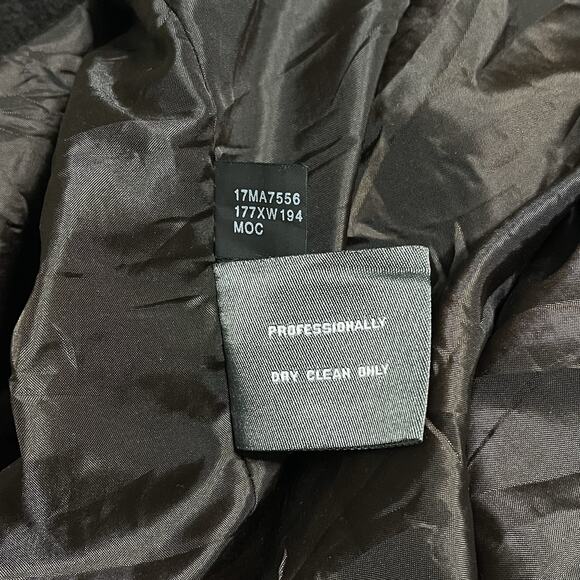 17MA7556
177XW194
MOC
PROFESSIONALLY
DRY CLEAN ONLY